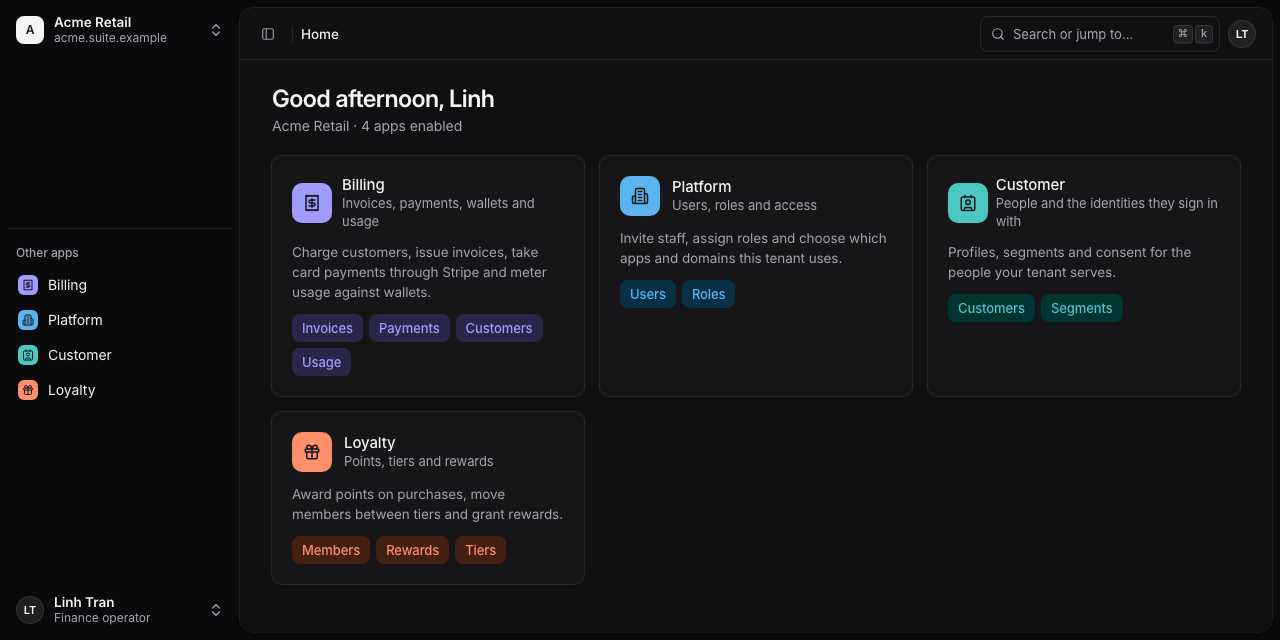 A
Acme Retail
acme.suite.example
Other apps
Billing
Platform
Customer
Loyalty
LT
Linh Tran
Finance operator
Home
Search or jump to...
⌘ k
LT
Good afternoon, Linh
Acme Retail · 4 apps enabled
Billing
Invoices, payments, wallets and
usage
Charge customers, issue invoices, take
card payments through Stripe and meter
usage against wallets.
Invoices Payments Customers
Usage
Platform
Users, roles and access
Invite staff, assign roles and choose which
apps and domains this tenant uses.
Users Roles
Customer
People and the identities they sign in
with
Profiles, segments and consent for the
people your tenant serves.
Customers Segments
Loyalty
Points, tiers and rewards
Award points on purchases, move
members between tiers and grant rewards.
Members Rewards Tiers